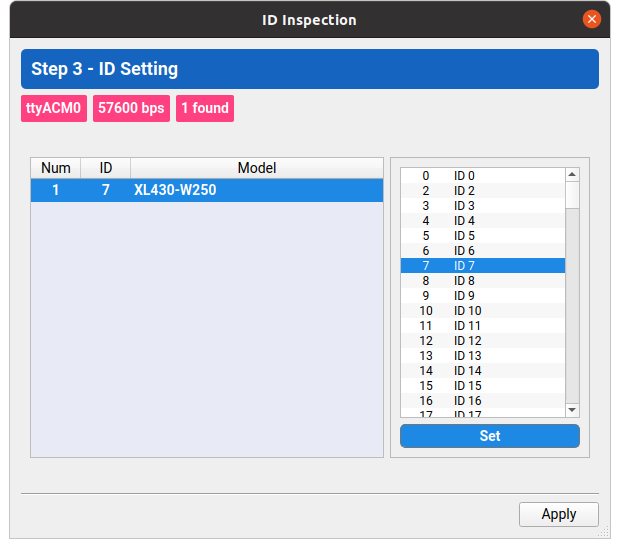 ID Inspection
Step 3 - ID Setting
ttyACM0 57600 bps 1 found
Num ID Model
1 7 XL430-W250
0 ID 0
2 ID 2
3 ID 3
4 ID 4
5 ID 5
6 ID 6
7 ID 7
8 ID 8
9 ID 9
10 ID 10
11 ID 11
12 ID 12
13 ID 13
14 ID 14
15 ID 15
16 ID 16
17 ID 17
Set
Apply